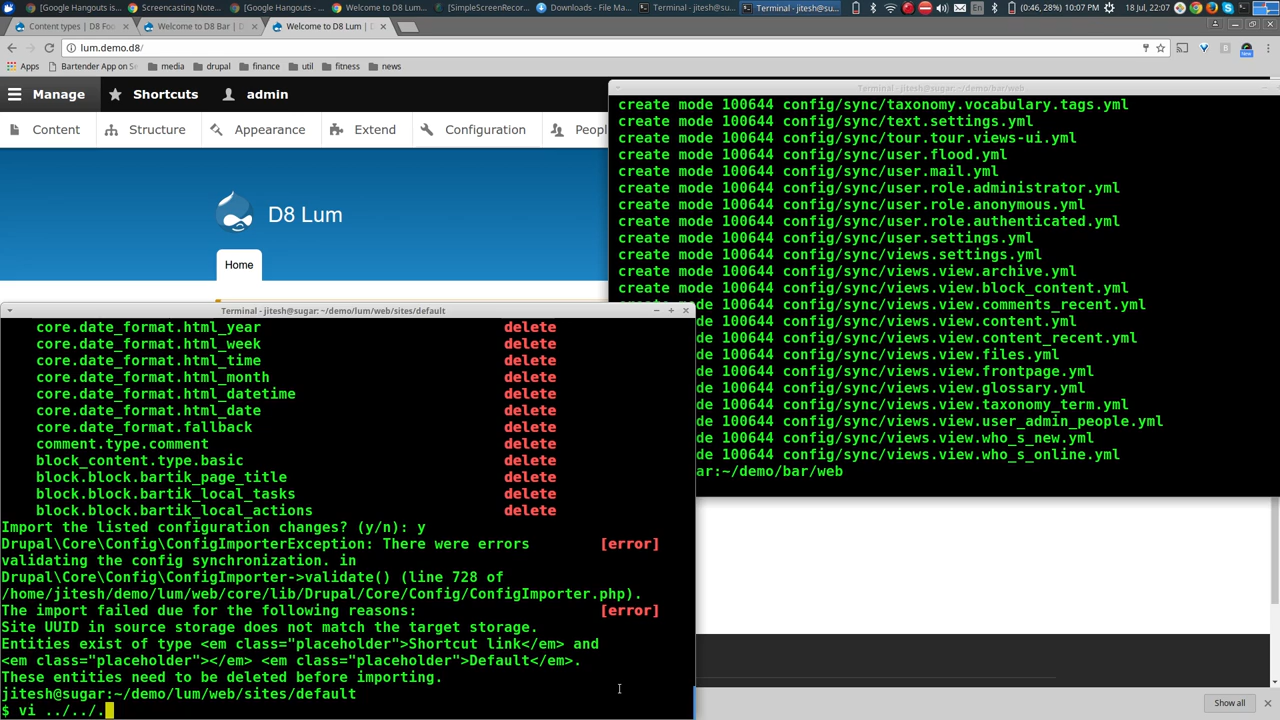 [Google Hangouts is...
Screencasting Note...
[Google Hangouts - ...
Welcome to D8 Lum...
[SimpleScreenRecor...
Downloads - File Ma...
Terminal - jitesh@su...
Terminal - jitesh@su...
En
(0:46, 28%) 10:07 PM
18 Jul, 22:07
Content types | D8 Foo
Welcome to D8 Bar | D
Welcome to D8 Lum | D
lum.demo.d8/
Apps
Bartender App on S
media
drupal
finance
util
fitness
news
Manage
Shortcuts
admin
Content
Structure
Appearance
Extend
Configuration
Peopl
D8 Lum
Home
Terminal - jitesh@sugar: ~/demo/bar/web
create mode 100644 config/sync/taxonomy.vocabulary.tags.yml
create mode 100644 config/sync/text.settings.yml
create mode 100644 config/sync/tour.tour.views-ui.yml
create mode 100644 config/sync/user.flood.yml
create mode 100644 config/sync/user.mail.yml
create mode 100644 config/sync/user.role.administrator.yml
create mode 100644 config/sync/user.role.anonymous.yml
create mode 100644 config/sync/user.role.authenticated.yml
create mode 100644 config/sync/user.settings.yml
create mode 100644 config/sync/views.settings.yml
create mode 100644 config/sync/views.view.archive.yml
create mode 100644 config/sync/views.view.block_content.yml
create mode 100644 config/sync/views.view.comments_recent.yml
de 100644 config/sync/views.view.content.yml
de 100644 config/sync/views.view.content_recent.yml
de 100644 config/sync/views.view.files.yml
de 100644 config/sync/views.view.frontpage.yml
de 100644 config/sync/views.view.glossary.yml
de 100644 config/sync/views.view.taxonomy_term.yml
de 100644 config/sync/views.view.user_admin_people.yml
de 100644 config/sync/views.view.who_s_new.yml
de 100644 config/sync/views.view.who_s_online.yml
ar:~/demo/bar/web
Terminal - jitesh@sugar: ~/demo/lum/web/sites/default
core.date_format.html_year delete
core.date_format.html_week delete
core.date_format.html_time delete
core.date_format.html_month delete
core.date_format.html_datetime delete
core.date_format.html_date delete
core.date_format.fallback delete
comment.type.comment delete
block_content.type.basic delete
block.block.bartik_page_title delete
block.block.bartik_local_tasks delete
block.block.bartik_local_actions delete
Import the listed configuration changes? (y/n): y
Drupal\Core\Config\ConfigImporterException: There were errors [error]
validating the config synchronization. in
Drupal\Core\Config\ConfigImporter->validate() (line 728 of
/home/jitesh/demo/lum/web/core/lib/Drupal/Core/Config/ConfigImporter.php).
The import failed due for the following reasons: [error]
Site UUID in source storage does not match the target storage.
Entities exist of type <em class="placeholder">Shortcut link</em> and
<em class="placeholder"></em> <em class="placeholder">Default</em>.
These entities need to be deleted before importing.
jitesh@sugar:~/demo/lum/web/sites/default
$ vi ../../.
Show all